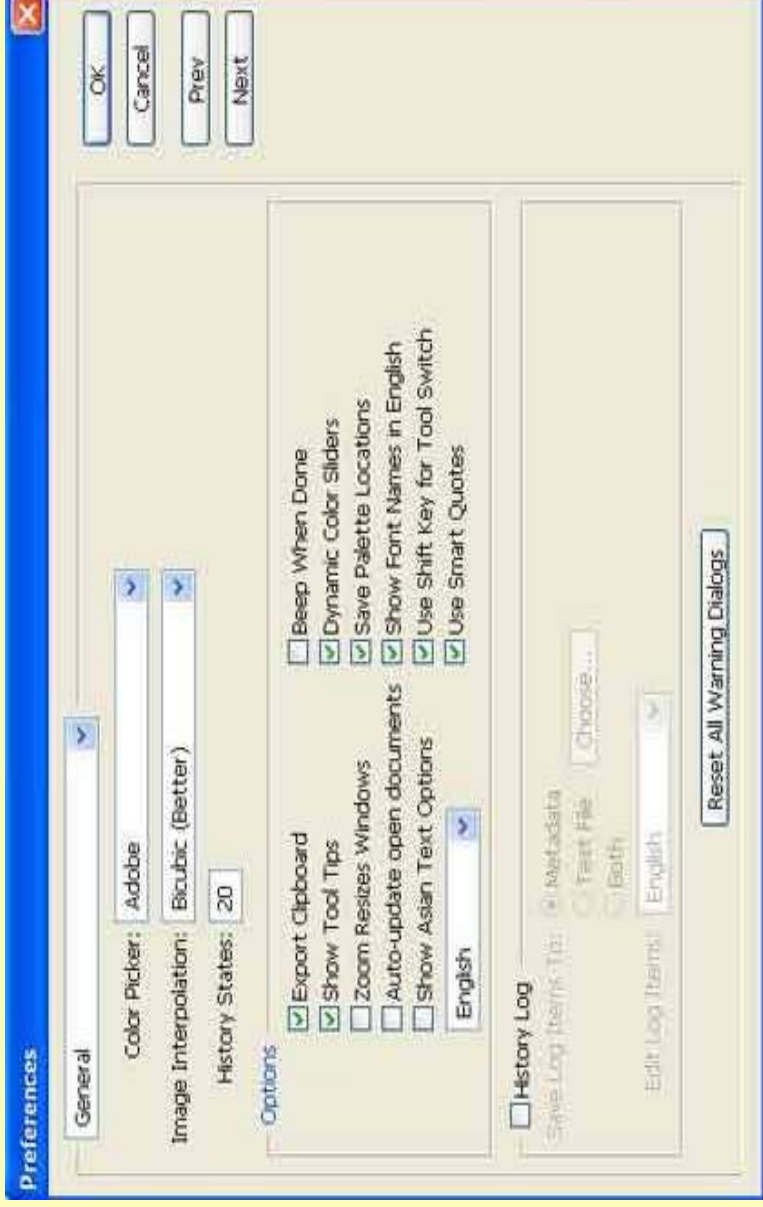 Preferences
General
OK
Cancel
Prev
Next
Color Picker: Adobe
Image Interpolation: Bicubic (Better)
History States: 20
Options
Export Clipboard
Show Tool Tips
Zoom Resizes Windows
Auto-update open documents
Show Asian Text Options
English
Beep When Done
Dynamic Color Sliders
Save Palette Locations
Show Font Names in English
Use Shift Key for Tool Switch
Use Smart Quotes
History Log
Save Log Items To: Metadata
Text File Choose...
Both
Edit Log Items: English
Reset All Warning Dialogs